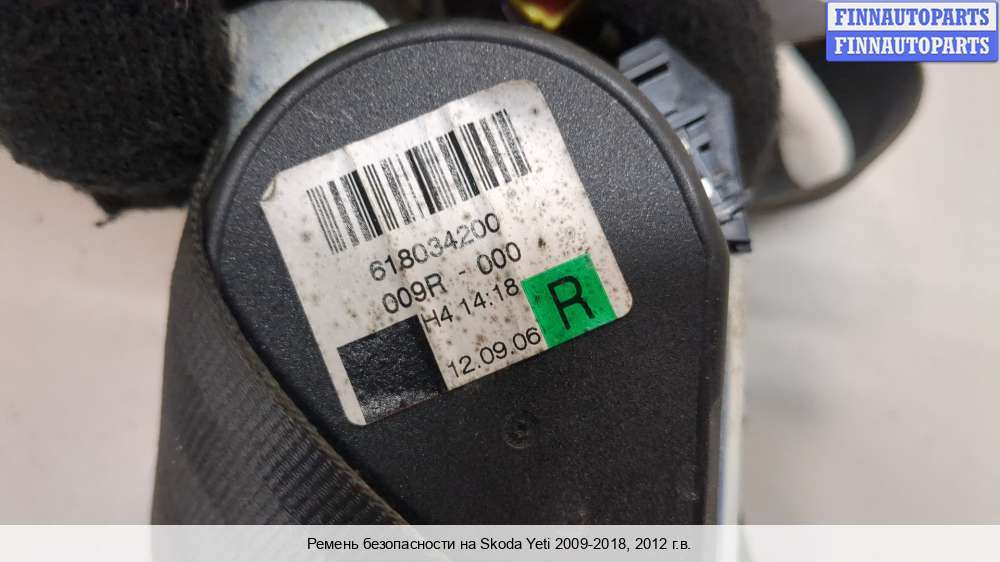 FINNAUTOPARTS
FINNAUTOPARTS
618034200
009R - 000
H4 14:18
R
12.09.06
Ремень безопасности на Skoda Yeti 2009-2018, 2012 г.в.